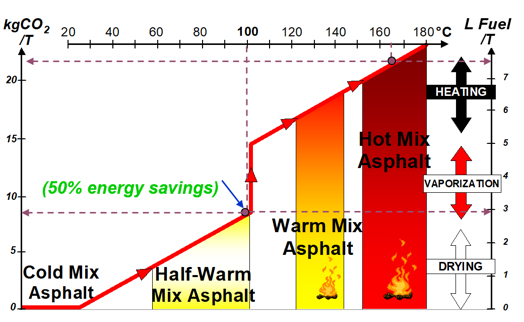 kgCO2 /T
20 40 60 80 100 120 140 160 180 °C
L Fuel /T
20
15
10
5
0
7
6
5
4
3
2
1
0
HEATING
VAPORIZATION
DRYING
(50% energy savings)
Hot Mix
Asphalt
Warm Mix
Asphalt
Cold Mix
Asphalt
Half-Warm
Mix Asphalt